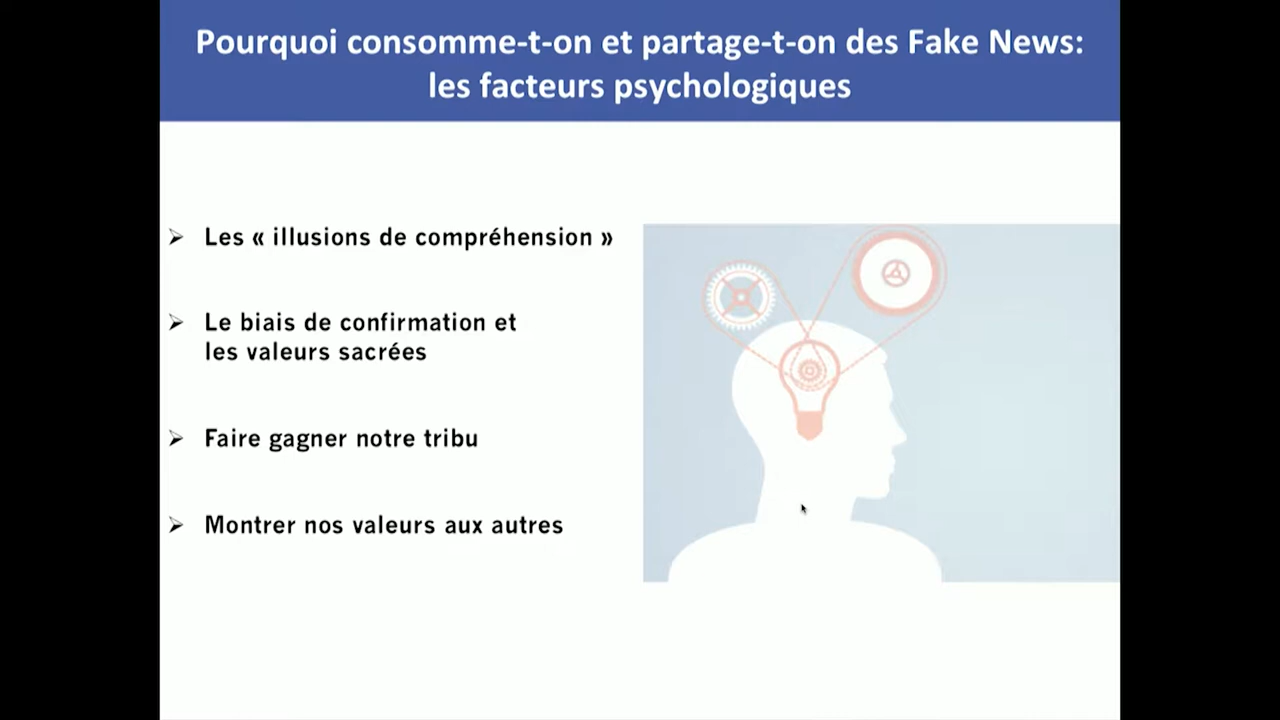 Pourquoi consomme-t-on et partage-t-on des Fake News:
les facteurs psychologiques
Les « illusions de compréhension »
Le biais de confirmation et
les valeurs sacrées
Faire gagner notre tribu
Montrer nos valeurs aux autres